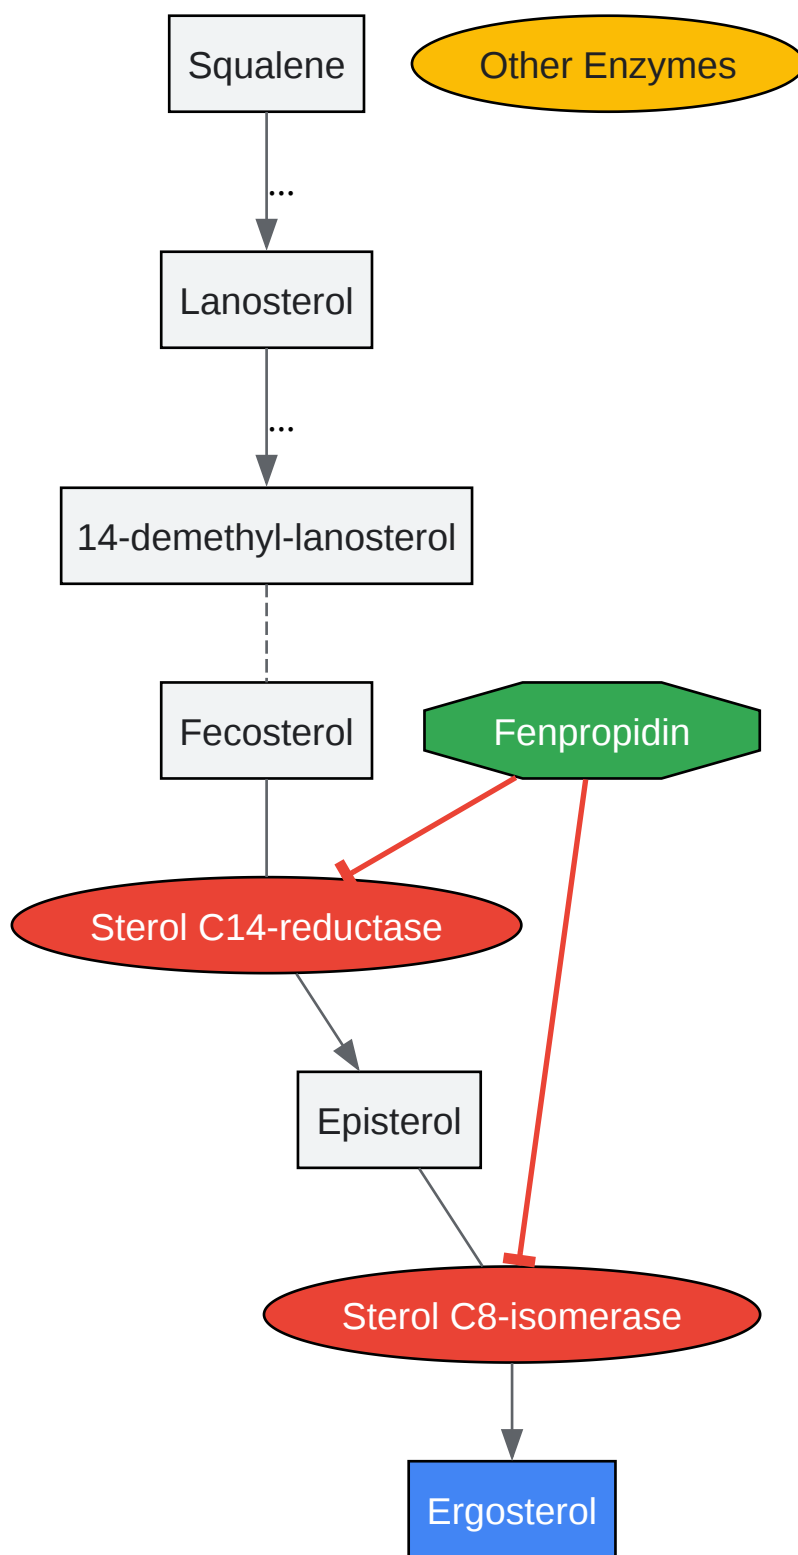 Squalene
Other Enzymes
...
Lanosterol
...
14-demethyl-lanosterol
Fecosterol
Fenpropidin
Sterol C14-reductase
Episterol
Sterol C8-isomerase
Ergosterol